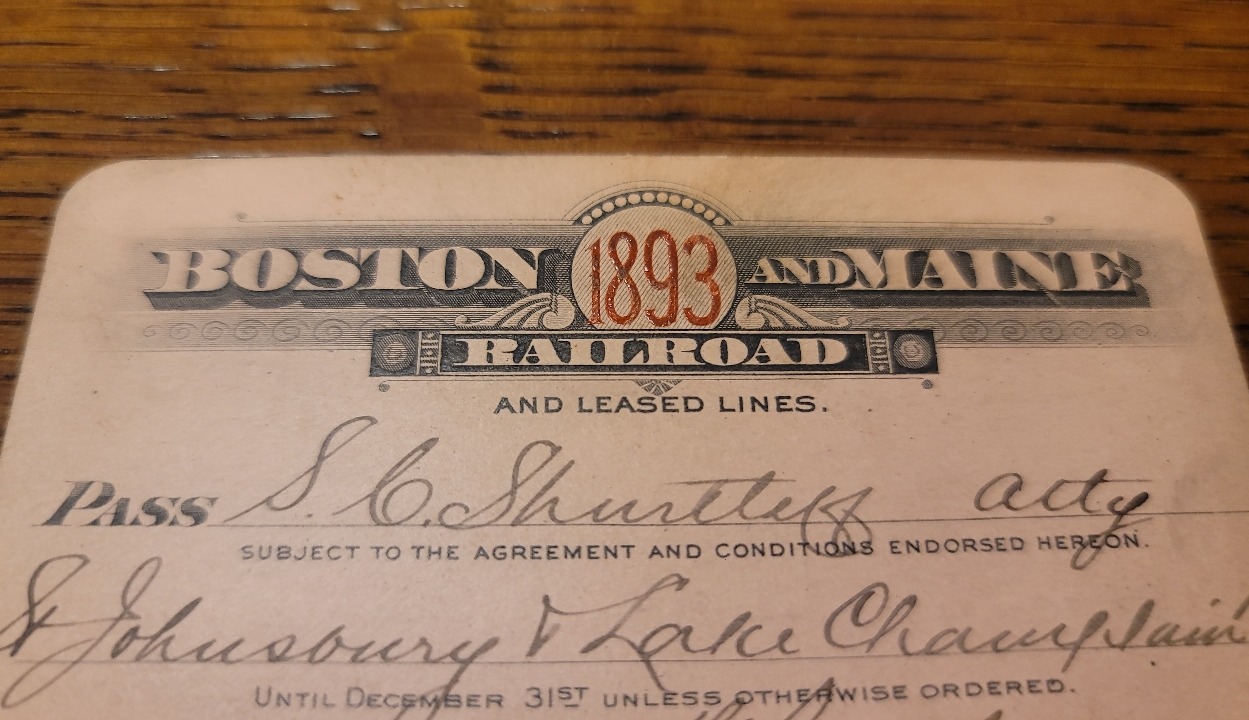 BOSTON 1893 AND MAINE
RAILROAD
AND LEASED LINES.
PASS S. C. Shurtleff Atty
SUBJECT TO THE AGREEMENT AND CONDITIONS ENDORSED HEREON.
St Johnsbury & Lake Champlain
UNTIL DECEMBER 31ST UNLESS OTHERWISE ORDERED.